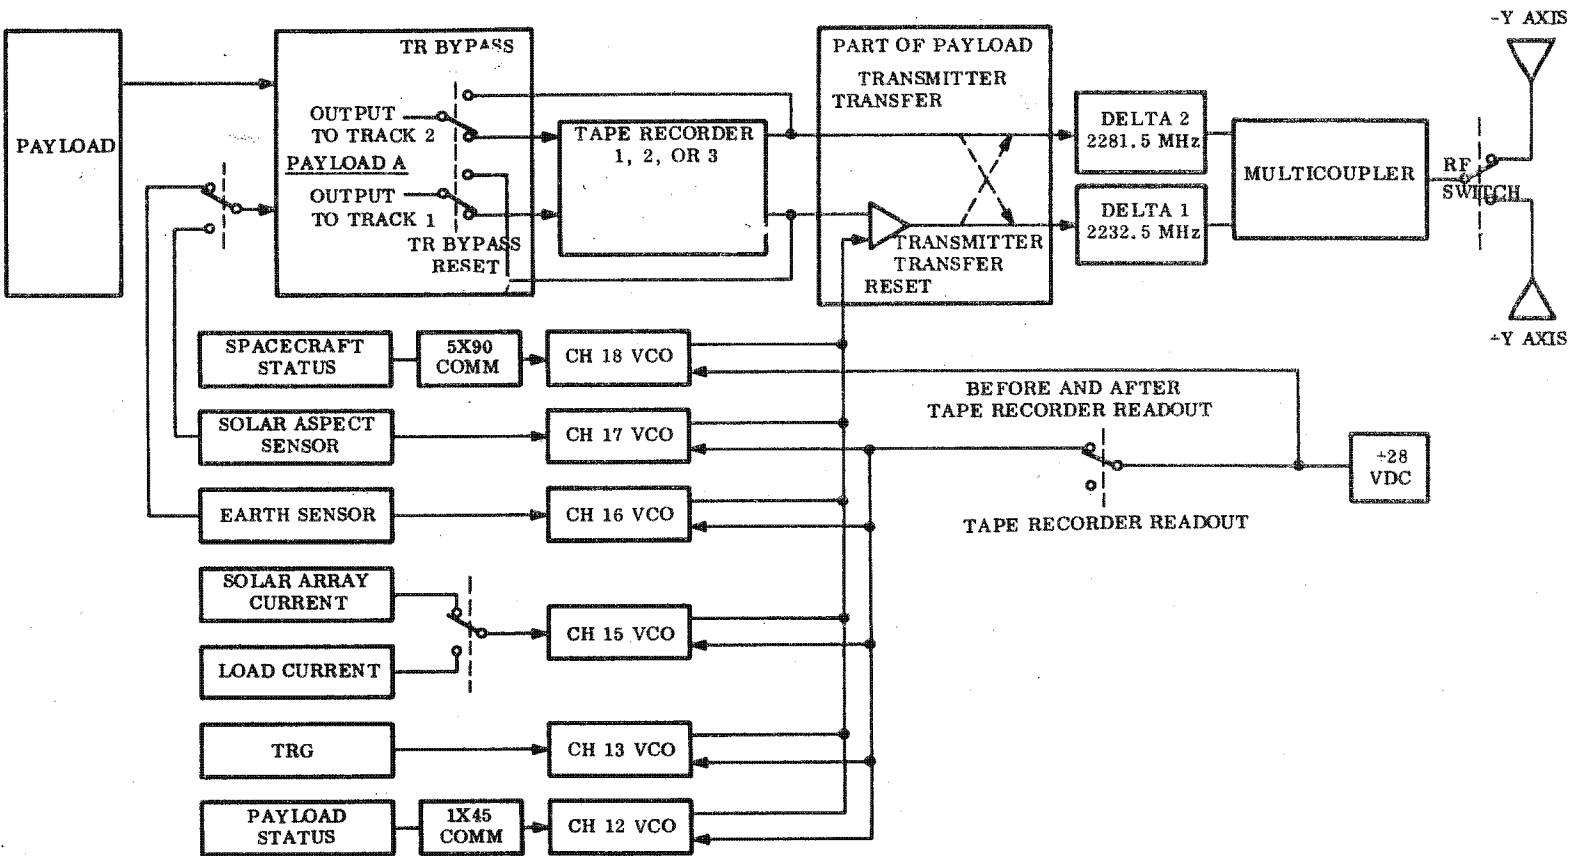 -Y AXIS
TR BYPASS
PART OF PAYLOAD
TRANSMITTER
TRANSFER
PAYLOAD
OUTPUT
TO TRACK 2
PAYLOAD A
OUTPUT
TO TRACK 1
TR BYPASS
RESET
TAPE RECORDER
1, 2, OR 3
TRANSMITTER
TRANSFER
RESET
DELTA 2
2281.5 MHz
DELTA 1
2232.5 MHz
MULTICOUPLER
RF
SWITCH
+Y AXIS
SPACECRAFT
STATUS
5X90
COMM
CH 18 VCO
BEFORE AND AFTER
TAPE RECORDER READOUT
SOLAR ASPECT
SENSOR
CH 17 VCO
+28
VDC
EARTH SENSOR
CH 16 VCO
TAPE RECORDER READOUT
SOLAR ARRAY
CURRENT
CH 15 VCO
LOAD CURRENT
TRG
CH 13 VCO
PAYLOAD
STATUS
1X45
COMM
CH 12 VCO